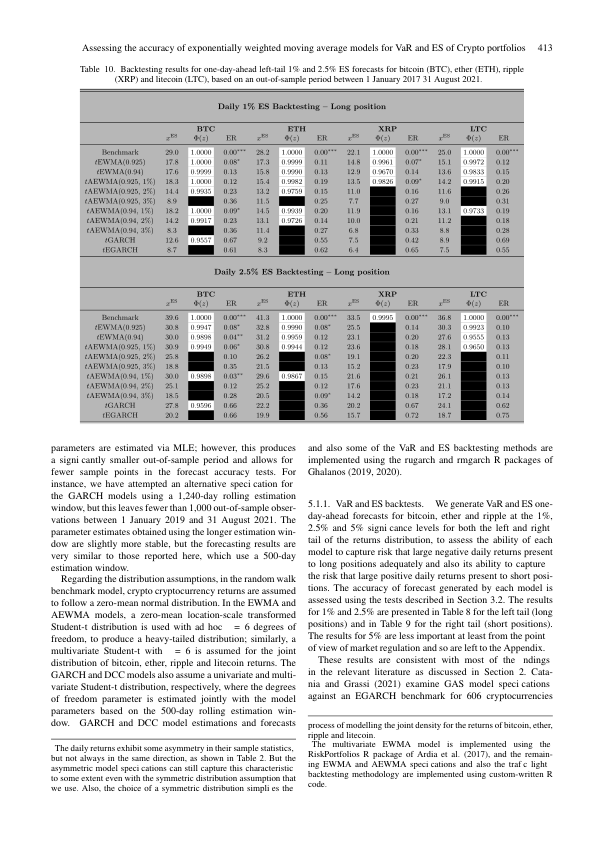 Assessing the accuracy of exponentially weighted moving average models for VaR and ES of Crypto portfolios 413
Table 10. Backtesting results for one-day-ahead left-tail 1% and 2.5% ES forecasts for bitcoin (BTC), ether (ETH), ripple
(XRP) and litecoin (LTC), based on an out-of-sample period between 1 January 2017 31 August 2021.
Daily 1% ES Backtesting – Long position
BTC ETH XRP LTC
x^ES Φ(z) ER x^ES Φ(z) ER x^ES Φ(z) ER x^ES Φ(z) ER
Benchmark 29.0 1.0000 0.00*** 28.2 1.0000 0.00*** 22.1 1.0000 0.00*** 25.0 1.0000 0.00***
tEWMA(0.925) 17.8 1.0000 0.08* 17.3 0.9999 0.11 14.8 0.9961 0.07* 15.1 0.9972 0.12
tEWMA(0.94) 17.6 0.9999 0.13 15.8 0.9990 0.13 12.9 0.9670 0.14 13.6 0.9833 0.15
tAEWMA(0.925, 1%) 18.3 1.0000 0.12 15.4 0.9982 0.19 13.5 0.9826 0.09* 14.2 0.9915 0.20
tAEWMA(0.925, 2%) 14.4 0.9935 0.23 13.2 0.9759 0.15 11.0 0.16 11.6 0.26
tAEWMA(0.925, 3%) 8.9 0.36 11.5 0.25 7.7 0.27 9.0 0.31
tAEWMA(0.94, 1%) 18.2 1.0000 0.09* 14.5 0.9939 0.20 11.9 0.16 13.1 0.9733 0.19
tAEWMA(0.94, 2%) 14.2 0.9917 0.23 13.1 0.9726 0.14 10.0 0.21 11.2 0.18
tAEWMA(0.94, 3%) 8.3 0.36 11.4 0.27 6.8 0.33 8.8 0.28
tGARCH 12.6 0.9557 0.67 9.2 0.55 7.5 0.42 8.9 0.69
tEGARCH 8.7 0.61 8.3 0.62 6.4 0.65 7.5 0.55
Daily 2.5% ES Backtesting – Long position
BTC ETH XRP LTC
x^ES Φ(z) ER x^ES Φ(z) ER x^ES Φ(z) ER x^ES Φ(z) ER
Benchmark 39.6 1.0000 0.00*** 41.3 1.0000 0.00*** 33.5 0.9995 0.00*** 36.8 1.0000 0.00***
tEWMA(0.925) 30.8 0.9947 0.08* 32.8 0.9990 0.08* 25.5 0.14 30.3 0.9923 0.10
tEWMA(0.94) 30.0 0.9898 0.04** 31.2 0.9959 0.12 23.1 0.20 27.6 0.9555 0.13
tAEWMA(0.925, 1%) 30.9 0.9949 0.06* 30.8 0.9944 0.12 23.6 0.18 28.1 0.9650 0.13
tAEWMA(0.925, 2%) 25.8 0.10 26.2 0.08* 19.1 0.20 22.3 0.11
tAEWMA(0.925, 3%) 18.8 0.35 21.5 0.13 15.2 0.23 17.9 0.10
tAEWMA(0.94, 1%) 30.0 0.9898 0.03** 29.6 0.9867 0.15 21.6 0.21 26.1 0.13
tAEWMA(0.94, 2%) 25.1 0.12 25.2 0.12 17.6 0.23 21.1 0.13
tAEWMA(0.94, 3%) 18.5 0.28 20.5 0.09* 14.2 0.18 17.2 0.14
tGARCH 27.8 0.9596 0.66 22.2 0.36 20.2 0.67 24.1 0.62
tEGARCH 20.2 0.66 19.9 0.56 15.7 0.72 18.7 0.75
parameters are estimated via MLE; however, this produces
a signi cantly smaller out-of-sample period and allows for
fewer sample points in the forecast accuracy tests. For
instance, we have attempted an alternative speci cation for
the GARCH models using a 1,240-day rolling estimation
window, but this leaves fewer than 1,000 out-of-sample obser-
vations between 1 January 2019 and 31 August 2021. The
parameter estimates obtained using the longer estimation win-
dow are slightly more stable, but the forecasting results are
very similar to those reported here, which use a 500-day
estimation window.
Regarding the distribution assumptions, in the random walk
benchmark model, crypto cryptocurrency returns are assumed
to follow a zero-mean normal distribution. In the EWMA and
AEWMA models, a zero-mean location-scale transformed
Student-t distribution is used with ad hoc = 6 degrees of
freedom, to produce a heavy-tailed distribution; similarly, a
multivariate Student-t with = 6 is assumed for the joint
distribution of bitcoin, ether, ripple and litecoin returns. The
GARCH and DCC models also assume a univariate and multi-
variate Student-t distribution, respectively, where the degrees
of freedom parameter is estimated jointly with the model
parameters based on the 500-day rolling estimation win-
dow. GARCH and DCC model estimations and forecasts
The daily returns exhibit some asymmetry in their sample statistics,
but not always in the same direction, as shown in Table 2. But the
asymmetric model speci cations can still capture this characteristic
to some extent even with the symmetric distribution assumption that
we use. Also, the choice of a symmetric distribution simpli es the
and also some of the VaR and ES backtesting methods are
implemented using the rugarch and rmgarch R packages of
Ghalanos (2019, 2020).
5.1.1. VaR and ES backtests. We generate VaR and ES one-
day-ahead forecasts for bitcoin, ether and ripple at the 1%,
2.5% and 5% signi cance levels for both the left and right
tail of the returns distribution, to assess the ability of each
model to capture risk that large negative daily returns present
to long positions adequately and also its ability to capture
the risk that large positive daily returns present to short posi-
tions. The accuracy of forecast generated by each model is
assessed using the tests described in Section 3.2. The results
for 1% and 2.5% are presented in Table 8 for the left tail (long
positions) and in Table 9 for the right tail (short positions).
The results for 5% are less important at least from the point
of view of market regulation and so are left to the Appendix.
These results are consistent with most of the ndings
in the relevant literature as discussed in Section 2. Cata-
nia and Grassi (2021) examine GAS model speci cations
against an EGARCH benchmark for 606 cryptocurrencies
process of modelling the joint density for the returns of bitcoin, ether,
ripple and litecoin.
The multivariate EWMA model is implemented using the
RiskPortfolios R package of Ardia et al. (2017), and the remain-
ing EWMA and AEWMA speci cations and also the traf c light
backtesting methodology are implemented using custom-written R
code.